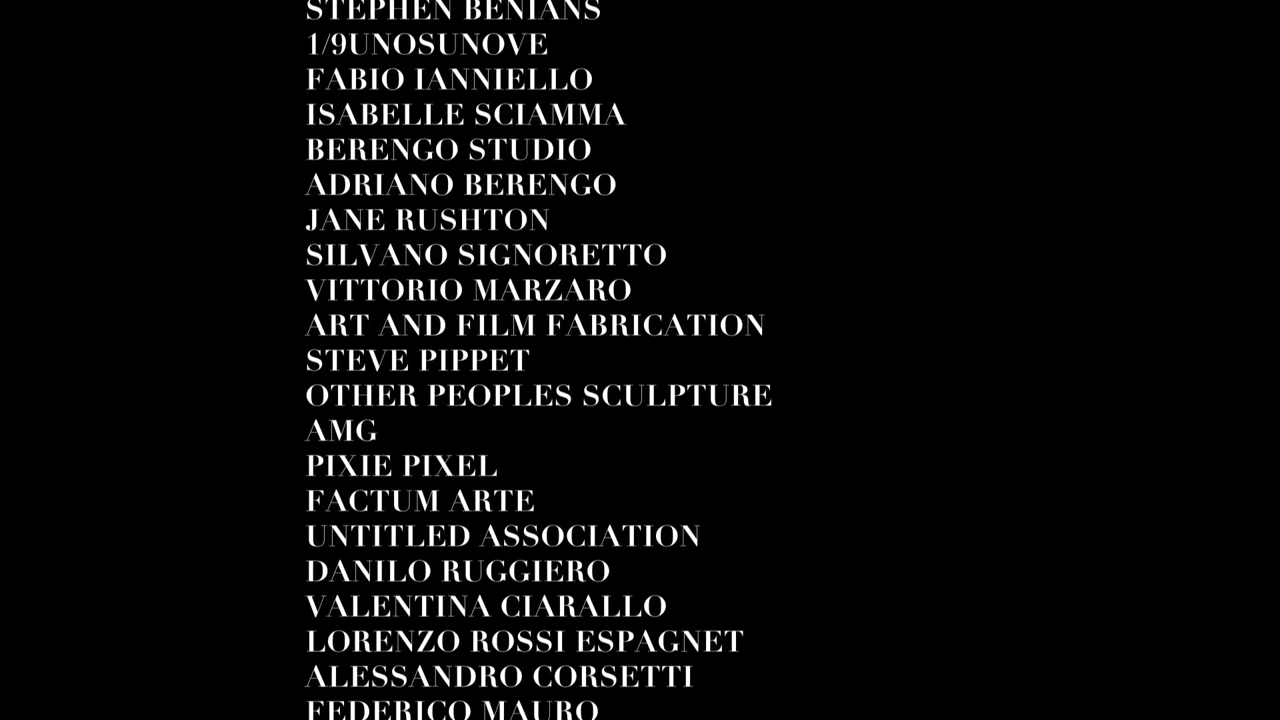 STEPHEN BENIANS
1/9UNOSUNOVE
FABIO IANNIELLO
ISABELLE SCIAMMA
BERENGO STUDIO
ADRIANO BERENGO
JANE RUSHTON
SILVANO SIGNORETTO
VITTORIO MARZARO
ART AND FILM FABRICATION
STEVE PIPPET
OTHER PEOPLES SCULPTURE
AMG
PIXIE PIXEL
FACTUM ARTE
UNTITLED ASSOCIATION
DANILO RUGGIERO
VALENTINA CIARALLO
LORENZO ROSSI ESPAGNET
ALESSANDRO CORSETTI
FEDERICO MAURO